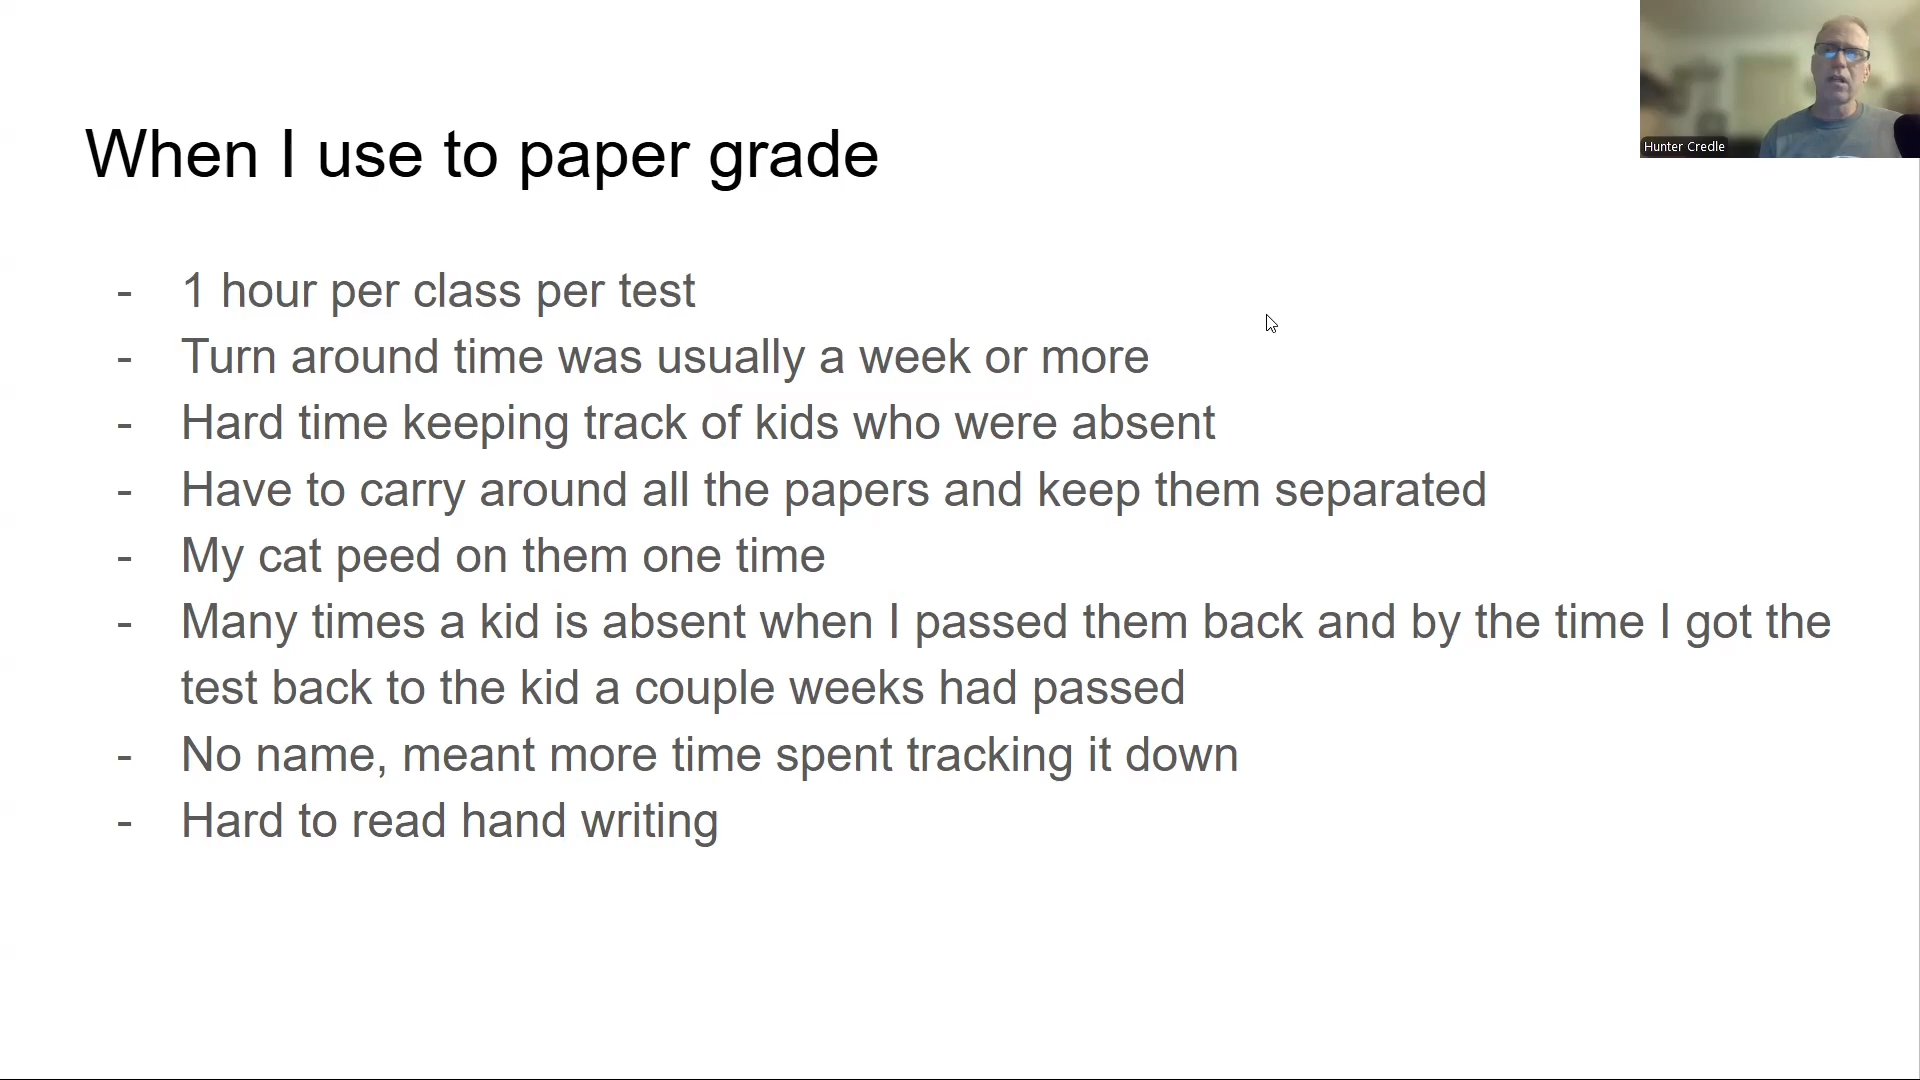 Hunter Credle
When I use to paper grade
- 1 hour per class per test
- Turn around time was usually a week or more
- Hard time keeping track of kids who were absent
- Have to carry around all the papers and keep them separated
- My cat peed on them one time
- Many times a kid is absent when I passed them back and by the time I got the
test back to the kid a couple weeks had passed
- No name, meant more time spent tracking it down
- Hard to read hand writing